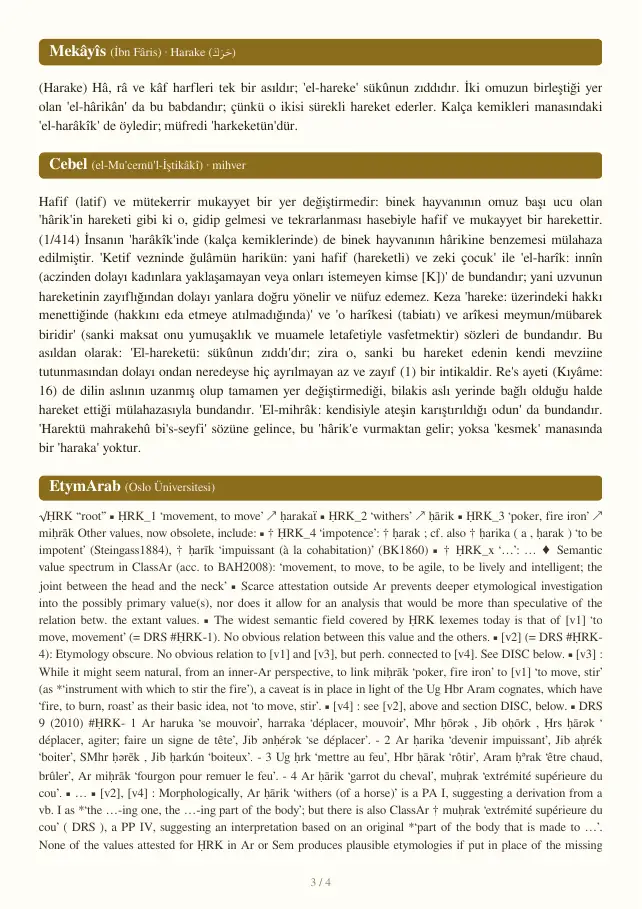 Mekâyîs (İbn Fâris) · Harake (حَرَكَ)
(Harake) Hâ, râ ve kâf harfleri tek bir asıldır; 'el-hareke' sükûnun zıddıdır. İki omuzun birleştiği yer
olan 'el-hârikân' da bu babdandır; çünkü o ikisi sürekli hareket ederler. Kalça kemikleri manasındaki
'el-harâkîk' de öyledir; müfredi 'harkeketün'dür.
Cebel (el-Mu'cemü'l-İştikâkî) · mihver
Hafif (latif) ve mütekerrir mukayyet bir yer değiştirmedir: binek hayvanının omuz başı ucu olan
'hârik'in hareketi gibi ki o, gidip gelmesi ve tekrarlanması hasebiyle hafif ve mukayyet bir harekettir.
(1/414) İnsanın 'harâkîk'inde (kalça kemiklerinde) de binek hayvanının hârikine benzemesi mülahaza
edilmiştir. 'Ketif vezninde ğulâmün harikün: yani hafif (hareketli) ve zeki çocuk' ile 'el-harîk: innîn
(aczinden dolayı kadınlara yaklaşamayan veya onları istemeyen kimse [K])' de bundandır; yani uzvunun
hareketinin zayıflığından dolayı yanlara doğru yönelir ve nüfuz edemez. Keza 'hareke: üzerindeki hakkı
menettiğinde (hakkını eda etmeye atılmadığında)' ve 'o harîkesi (tabiatı) ve arîkesi meymun/mübarek
biridir' (sanki maksat onu yumuşaklık ve muamele letafetiyle vasfetmektir) sözleri de bundandır. Bu
asıldan olarak: 'El-hareketü: sükûnun zıddı'dır; zira o, sanki bu hareket edenin kendi mevziine
tutunmasından dolayı ondan neredeyse hiç ayrılmayan az ve zayıf (1) bir intikaldir. Re's ayeti (Kıyâme:
16) de dilin aslının uzanmış olup tamamen yer değiştirmediği, bilakis aslı yerinde bağlı olduğu halde
hareket ettiği mülahazasıyla bundandır. 'El-mihrâk: kendisiyle ateşin karıştırıldığı odun' da bundandır.
'Harektü mahrakehû bi's-seyfi' sözüne gelince, bu 'hârik'e vurmaktan gelir; yoksa 'kesmek' manasında
bir 'haraka' yoktur.
EtymArab (Oslo Üniversitesi)
√ḤRK “root” ▪ ḤRK_1 ‘movement, to move’ ↗ ḥarakaẗ ▪ ḤRK_2 ‘withers’ ↗ ḥārik ▪ ḤRK_3 ‘poker, fire iron’ ↗
miḥrāk Other values, now obsolete, include: ▪ † ḤRK_4 ‘impotence’: † ḥarak ; cf. also † ḥarika ( a , ḥarak ) ‘to be
impotent’ (Steingass1884), † ḥarīk ‘impuissant (à la cohabitation)’ (BK1860) ▪ † ḤRK_x ‘…’: … ♦ Semantic
value spectrum in ClassAr (acc. to BAH2008): ‘movement, to move, to be agile, to be lively and intelligent; the
joint between the head and the neck’ ▪ Scarce attestation outside Ar prevents deeper etymological investigation
into the possibly primary value(s), nor does it allow for an analysis that would be more than speculative of the
relation betw. the extant values. ▪ The widest semantic field covered by ḤRK lexemes today is that of [v1] ‘to
move, movement’ (= DRS #ḤRK-1). No obvious relation between this value and the others. ▪ [v2] (= DRS #ḤRK-
4): Etymology obscure. No obvious relation to [v1] and [v3], but perh. connected to [v4]. See DISC below. ▪ [v3] :
While it might seem natural, from an inner-Ar perspective, to link miḥrāk ‘poker, fire iron’ to [v1] ‘to move, stir’
(as *‘instrument with which to stir the fire’), a caveat is in place in light of the Ug Hbr Aram cognates, which have
‘fire, to burn, roast’ as their basic idea, not ‘to move, stir’. ▪ [v4] : see [v2], above and section DISC, below. ▪ DRS
9 (2010) #ḤRK- 1 Ar haruka ‘se mouvoir’, harraka ‘déplacer, mouvoir’, Mhr ḥōrək , Jib oḥōrk , Ḥrs ḥārək ‘
déplacer, agiter; faire un signe de tête’, Jib ənḥérək ‘se déplacer’. - 2 Ar ḥarika ‘devenir impuissant’, Jib aḥrék
‘boiter’, SMhr ḥərēk , Jib ḥarkún ‘boiteux’. - 3 Ug ḥrk ‘mettre au feu’, Hbr ḥārak ‘rôtir’, Aram ḥᵃrak ‘être chaud,
brûler’, Ar miḥrāk ‘fourgon pour remuer le feu’. - 4 Ar ḥārik ‘garrot du cheval’, muḥrak ‘extrémité supérieure du
cou’. ▪ … ▪ [v2], [v4] : Morphologically, Ar ḥārik ‘withers (of a horse)’ is a PA I, suggesting a derivation from a
vb. I as *‘the …-ing one, the …-ing part of the body’; but there is also ClassAr † muḥrak ‘extrémité supérieure du
cou’ ( DRS ), a PP IV, suggesting an interpretation based on an original *‘part of the body that is made to …’.
None of the values attested for ḤRK in Ar or Sem produces plausible etymologies if put in place of the missing
3 / 4